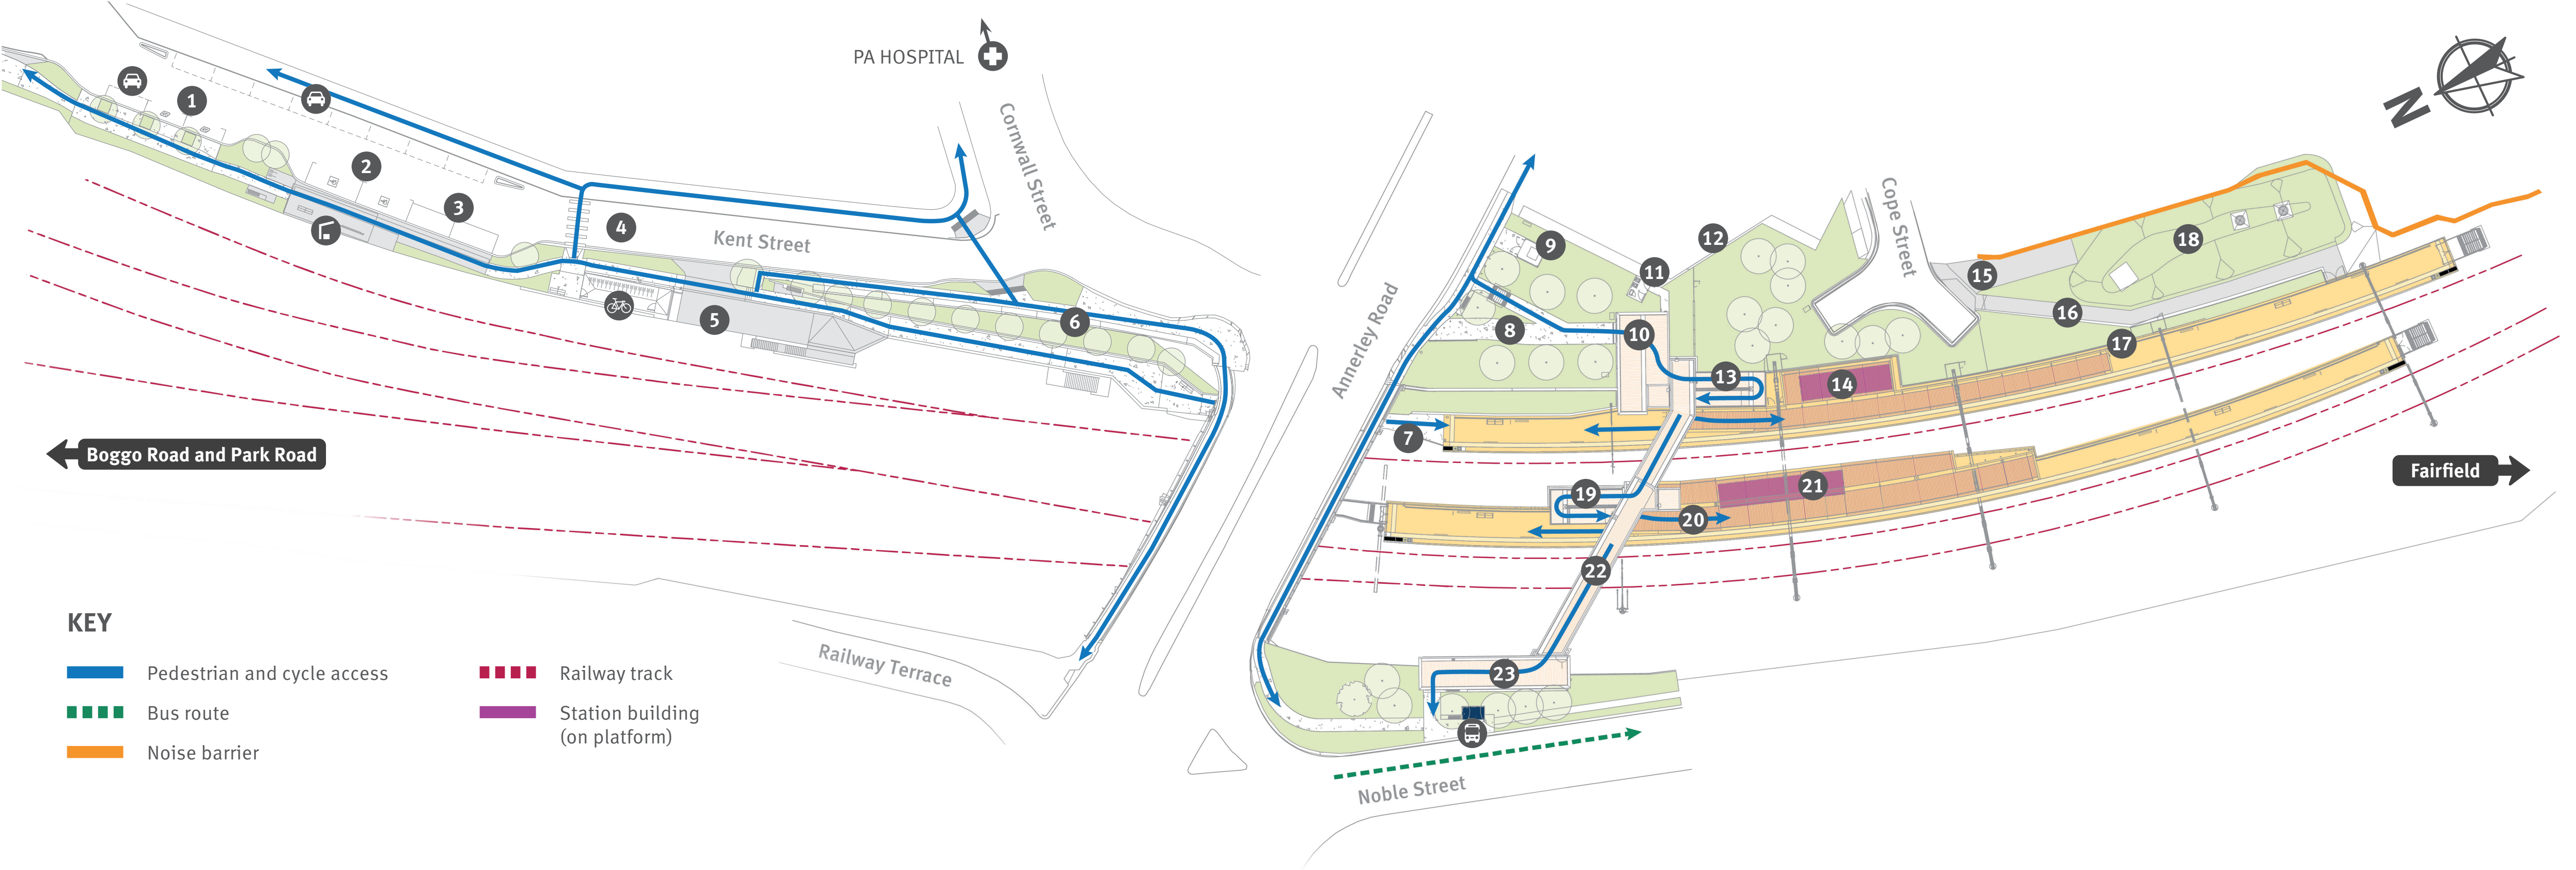 PA HOSPITAL
N
1
2
3
4
5
6
Kent Street
Cornwall Street
Annerley Road
Cope Street
7
8
9
10
11
12
13
14
15
16
17
18
19
20
21
22
23
Boggo Road and Park Road
Fairfield
Railway Terrace
Noble Street
KEY
Pedestrian and cycle access
Bus route
Noise barrier
Railway track
Station building
(on platform)